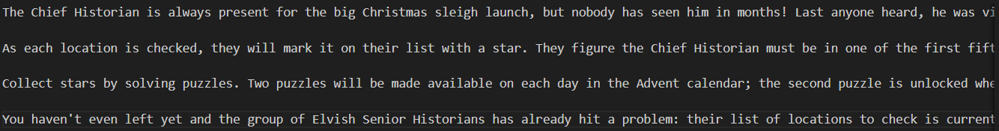 The Chief Historian is always present for the big Christmas sleigh launch, but nobody has seen him in months! Last anyone heard, he was vi
As each location is checked, they will mark it on their list with a star. They figure the Chief Historian must be in one of the first fift
Collect stars by solving puzzles. Two puzzles will be made available on each day in the Advent calendar; the second puzzle is unlocked whe
You haven't even left yet and the group of Elvish Senior Historians has already hit a problem: their list of locations to check is current